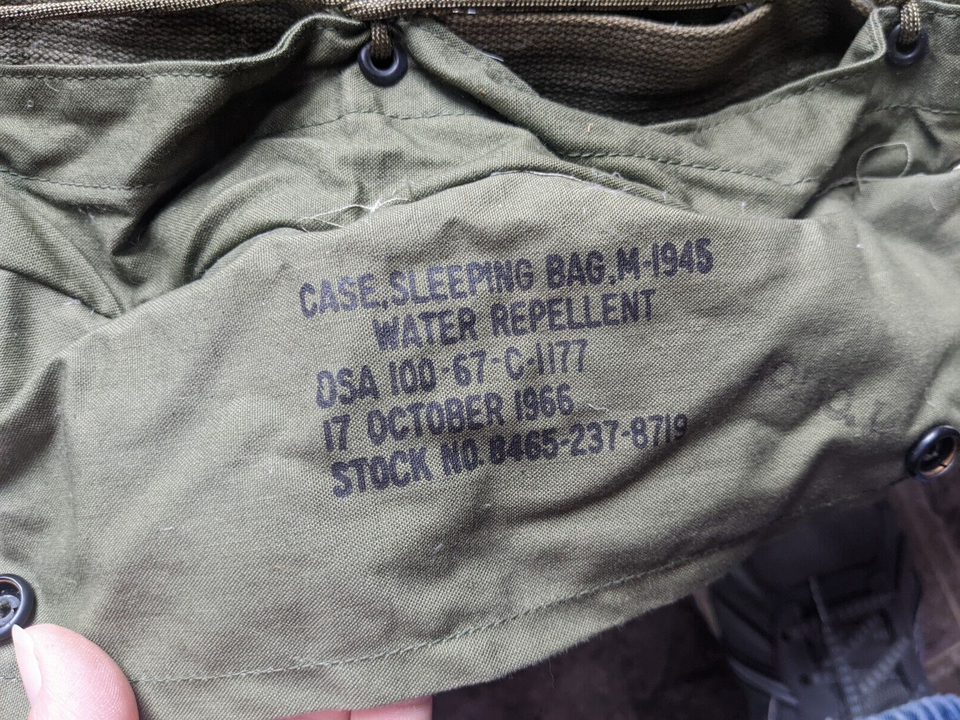 CASE, SLEEPING BAG, M-1945
WATER REPELLENT
DSA 100-67-C-1177
17 OCTOBER 1966
STOCK NO. 8465-237-8719